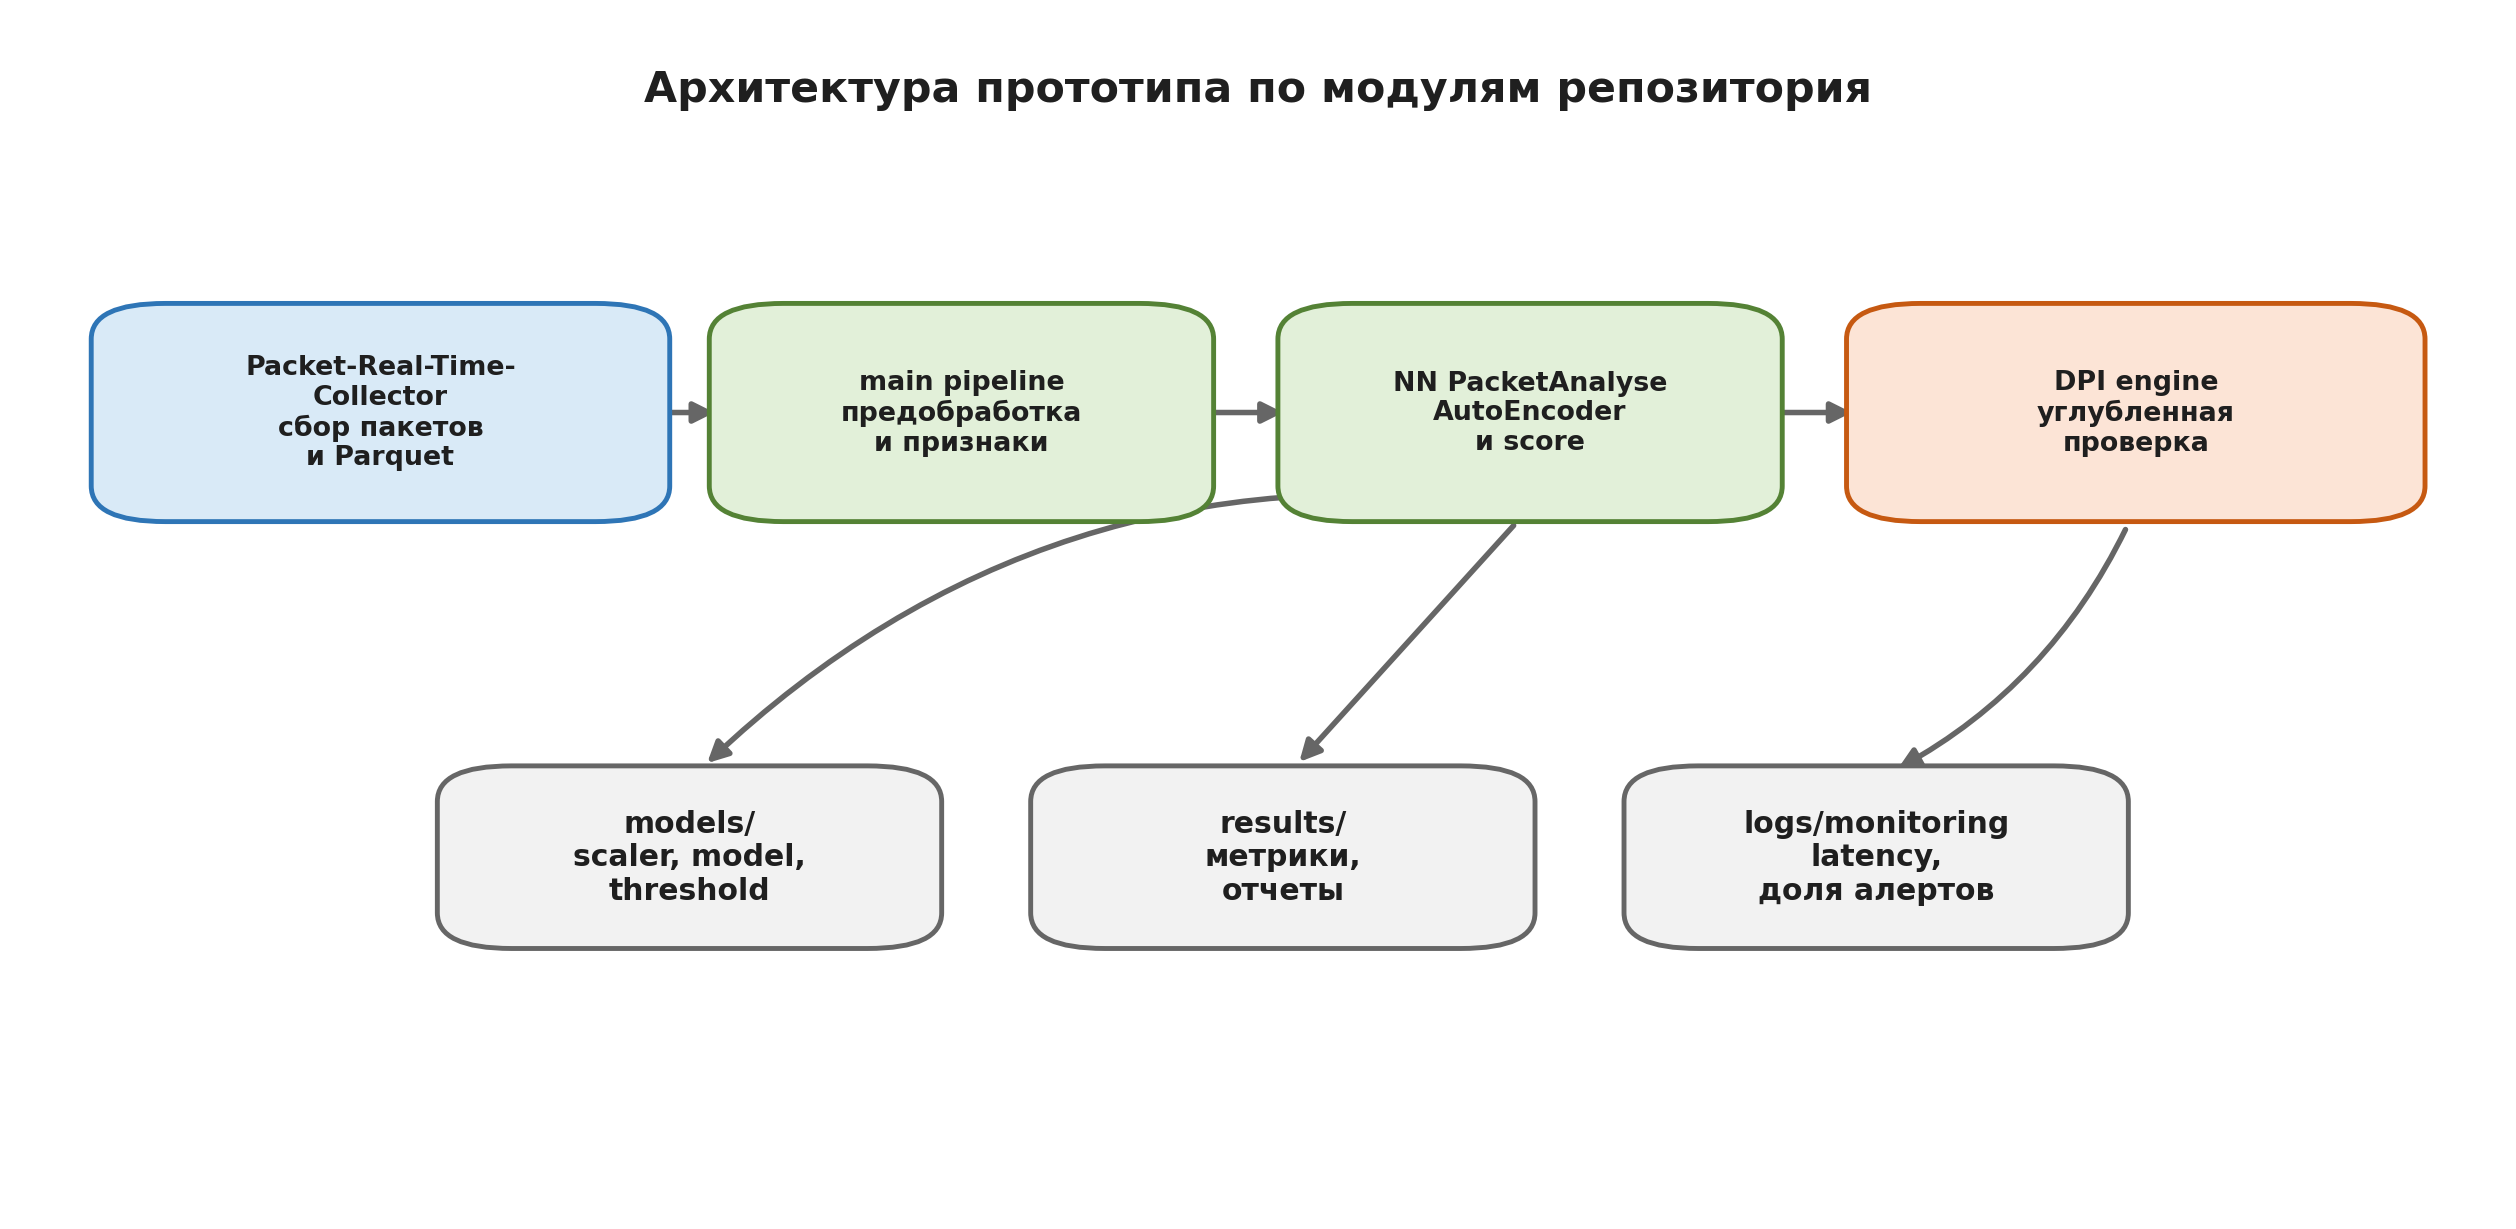 Архитектура прототипа по модулям репозитория
Packet-Real-Time-
Collector
сбор пакетов
и Parquet
main pipeline
предобработка
и признаки
NN PacketAnalyse
AutoEncoder
и score
DPI engine
углубленная
проверка
models/
scaler, model,
threshold
results/
метрики,
отчеты
logs/monitoring
latency,
доля алертов